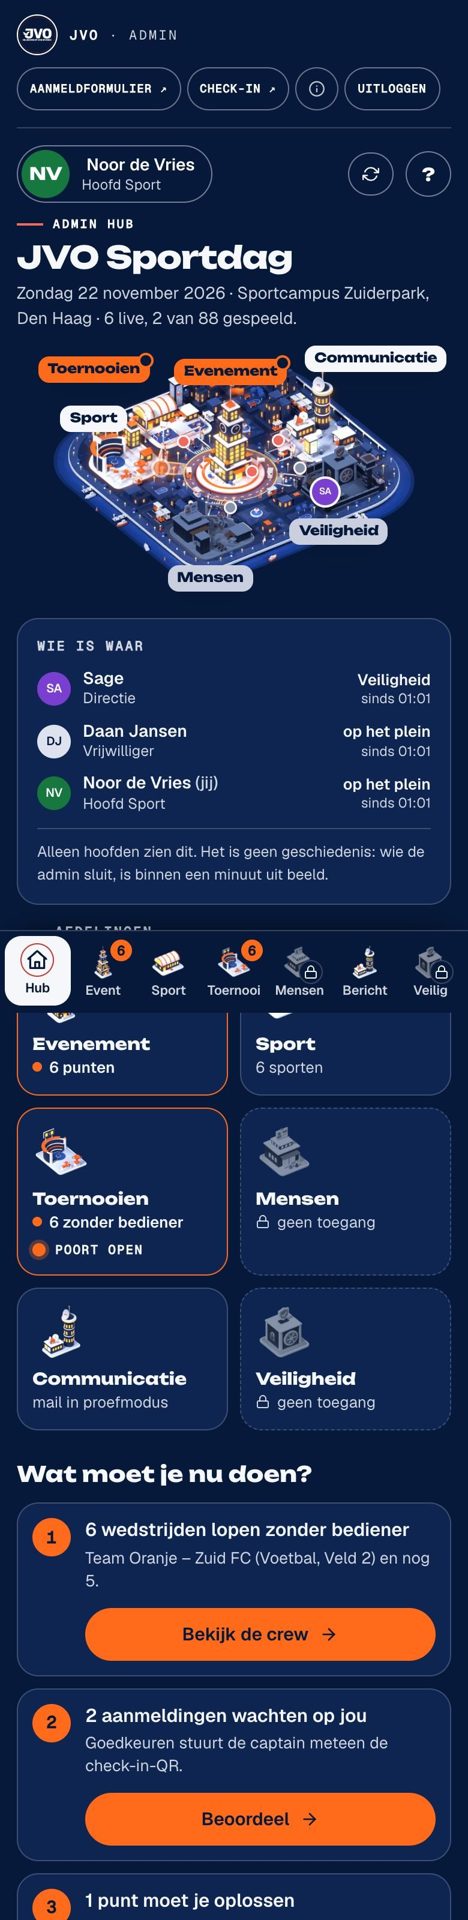 JVO
JVO · ADMIN
AANMELDFORMULIER ↗
CHECK-IN ↗
UITLOGGEN
NV
Noor de Vries
Hoofd Sport
?
ADMIN HUB
JVO Sportdag
Zondag 22 november 2026 · Sportcampus Zuiderpark,
Den Haag · 6 live, 2 van 88 gespeeld.
Toernooien
Evenement
Communicatie
Sport
SA
Veiligheid
Mensen
WIE IS WAAR
SA
Sage
Directie
Veiligheid
sinds 01:01
DJ
Daan Jansen
Vrijwilliger
op het plein
sinds 01:01
NV
Noor de Vries (jij)
Hoofd Sport
op het plein
sinds 01:01
Alleen hoofden zien dit. Het is geen geschiedenis: wie de
admin sluit, is binnen een minuut uit beeld.
AFDELINGEN
Hub
6
Event
Sport
6
Toernooi
Mensen
Bericht
Veilig
Evenement
6 punten
Sport
6 sporten
Toernooien
6 zonder bediener
POORT OPEN
Mensen
geen toegang
Communicatie
mail in proefmodus
Veiligheid
geen toegang
Wat moet je nu doen?
1
6 wedstrijden lopen zonder bediener
Team Oranje – Zuid FC (Voetbal, Veld 2) en nog
5.
Bekijk de crew →
2
2 aanmeldingen wachten op jou
Goedkeuren stuurt de captain meteen de
check-in-QR.
Beoordeel →
3
1 punt moet je oplossen